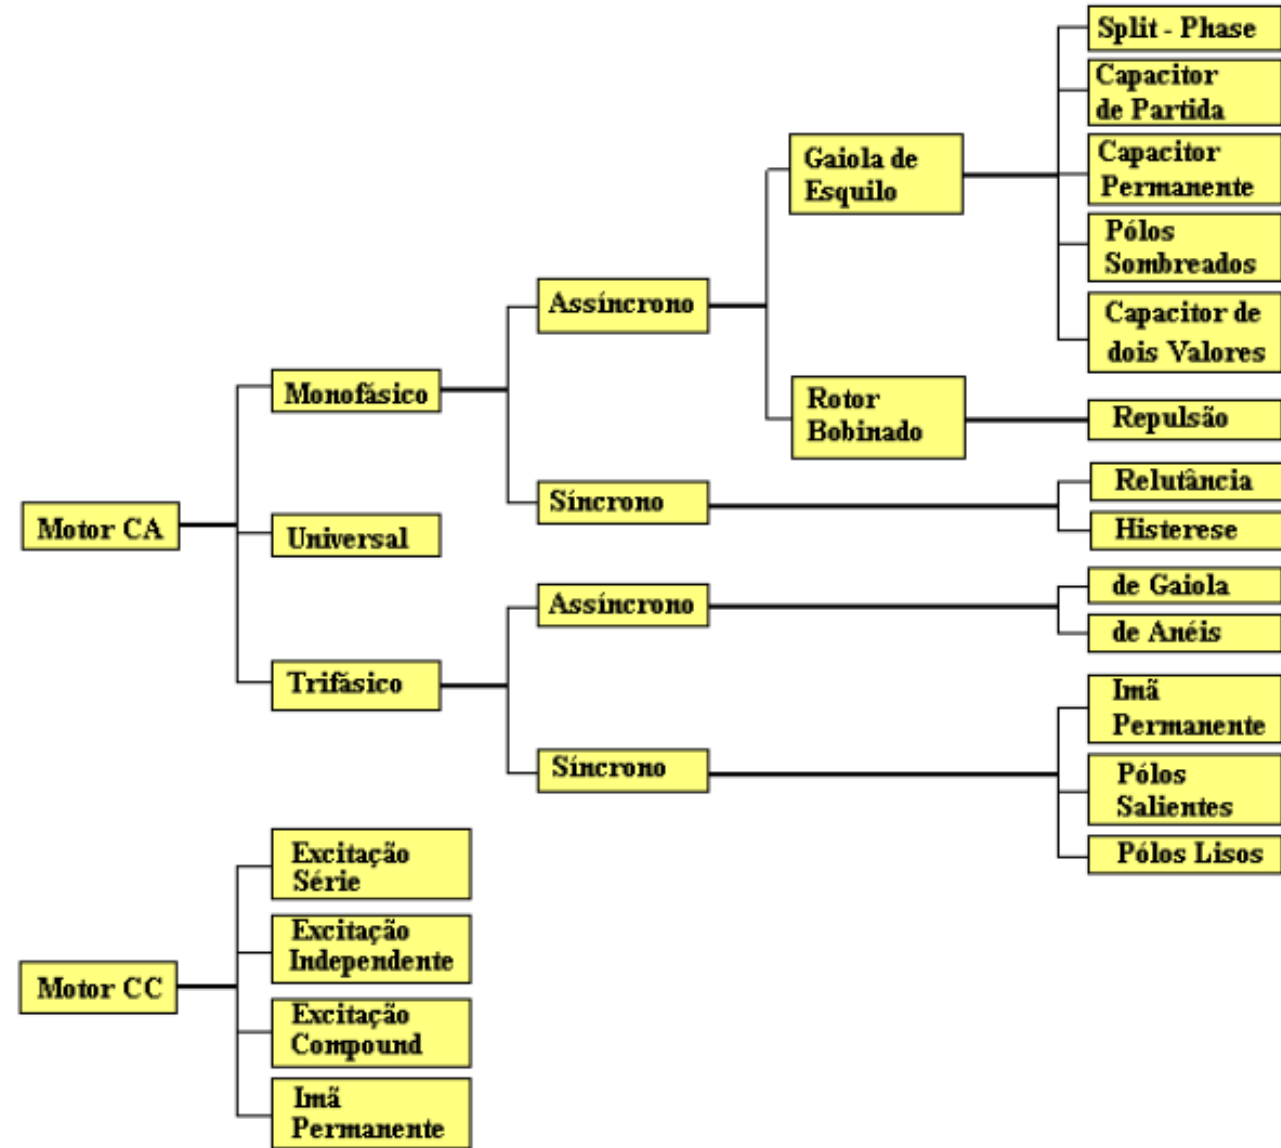 Motor CA
Monofásico
Universal
Trifásico
Assíncrono
Síncrono
Assíncrono
Síncrono
Gaiola de
Esquilo
Rotor
Bobinado
Split - Phase
Capacitor
de Partida
Capacitor
Permanente
Pólos
Sombreados
Capacitor de
dois Valores
Repulsão
Relutância
Histerese
de Gaiola
de Anéis
Imã
Permanente
Pólos
Salientes
Pólos Lisos
Motor CC
Excitação
Série
Excitação
Independente
Excitação
Compound
Imã
Permanente